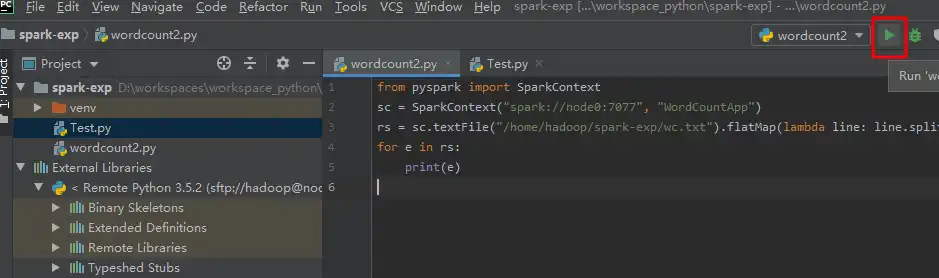 PC File Edit View Navigate Code Refactor Run Tools VCS Window Help spark-exp [...\workspace_python\spark-exp] - ...\wordcount2.py
spark-exp wordcount2.py wordcount2
Project wordcount2.py Test.py
Run 'wo
1: Project
spark-exp D:\workspaces\workspace_python\
venv
Test.py
wordcount2.py
External Libraries
< Remote Python 3.5.2 (sftp://hadoop@nod
Binary Skeletons
Extended Definitions
Remote Libraries
Typeshed Stubs
1 from pyspark import SparkContext
2 sc = SparkContext("spark://node0:7077", "WordCountApp")
3 rs = sc.textFile("/home/hadoop/spark-exp/wc.txt").flatMap(lambda line: line.split
4 for e in rs:
5 print(e)
6